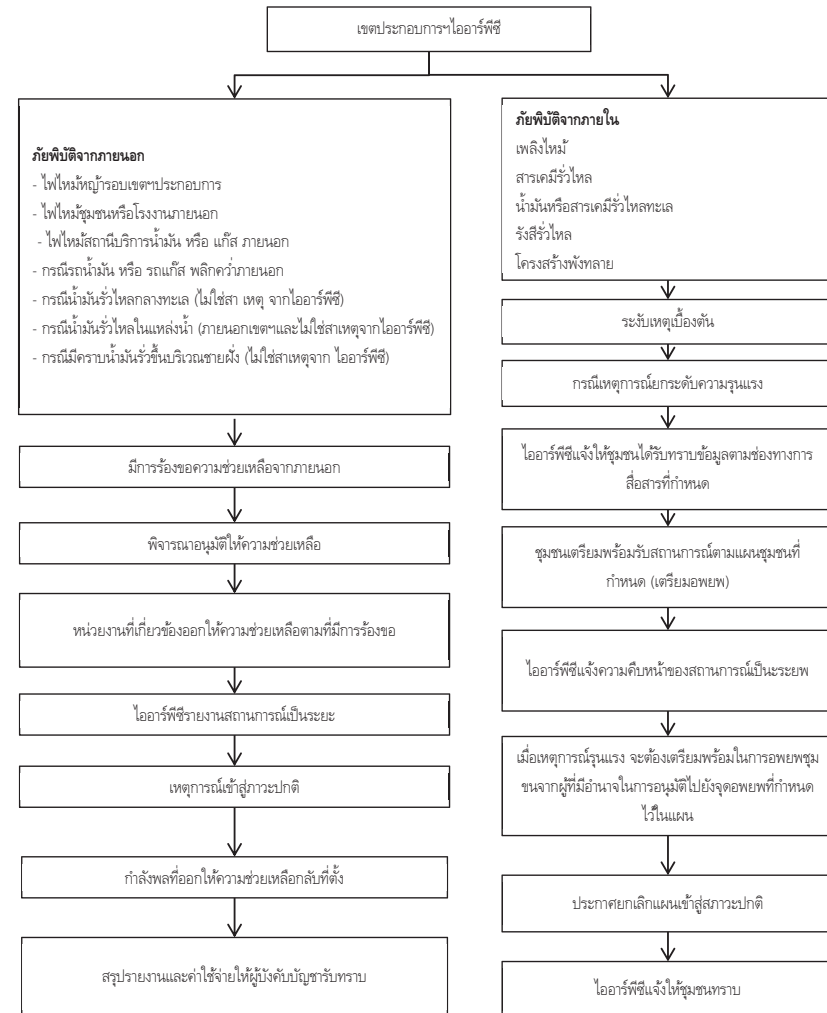 เขตประกอบการฯไออาร์พีซี
ภัยพิบัติจากภายนอก
- ไฟไหม้หญ้ารอบเขตฯประกอบการ
- ไฟไหม้ชุมชนหรือโรงงานภายนอก
- ไฟไหม้สถานีบริการน้ำมัน หรือ แก๊ส ภายนอก
- กรณีรถน้ำมัน หรือ รถแก๊ส พลิกคว่ำภายนอก
- กรณีน้ำมันรั่วไหลกลางทะเล (ไม่ใช่สา เหตุ จากไออาร์พีซี)
- กรณีน้ำมันรั่วไหลในแหล่งน้ำ (ภายนอกเขตฯและไม่ใช่สาเหตุจากไออาร์พีซี)
- กรณีมีคราบน้ำมันรั่วขึ้นบริเวณชายฝั่ง (ไม่ใช่สาเหตุจาก ไออาร์พีซี)
มีการร้องขอความช่วยเหลือจากภายนอก
พิจารณาอนุมัติให้ความช่วยเหลือ
หน่วยงานที่เกี่ยวข้องออกให้ความช่วยเหลือตามที่มีการร้องขอ
ไออาร์พีซีรายงานสถานการณ์เป็นระยะ
เหตุการณ์เข้าสู่ภาวะปกติ
กำลังพลที่ออกให้ความช่วยเหลือกลับที่ตั้ง
สรุปรายงานและค่าใช้จ่ายให้ผู้บังคับบัญชารับทราบ
ภัยพิบัติจากภายใน
เพลิงไหม้
สารเคมีรั่วไหล
น้ำมันหรือสารเคมีรั่วไหลทะเล
รังสีรั่วไหล
โครงสร้างพังทลาย
ระงับเหตุเบื้องต้น
กรณีเหตุการณ์ยกระดับความรุนแรง
ไออาร์พีซีแจ้งให้ชุมชนได้รับทราบข้อมูลตามช่องทางการ
สื่อสารที่กำหนด
ชุมชนเตรียมพร้อมรับสถานการณ์ตามแผนชุมชนที่
กำหนด (เตรียมอพยพ)
ไออาร์พีซีแจ้งความคืบหน้าของสถานการณ์เป็นะระยพ
เมื่อเหตุการณ์รุนแรง จะต้องเตรียมพร้อมในการอพยพชุม
ขนจากผู้ที่มีอำนาจในการอนุมัติไปยังจุดอพยพที่กำหนด
ไว้ในแผน
ประกาศยกเลิกแผนเข้าสู่สภาวะปกติ
ไออาร์พีซีแจ้งให้ชุมชนทราบ